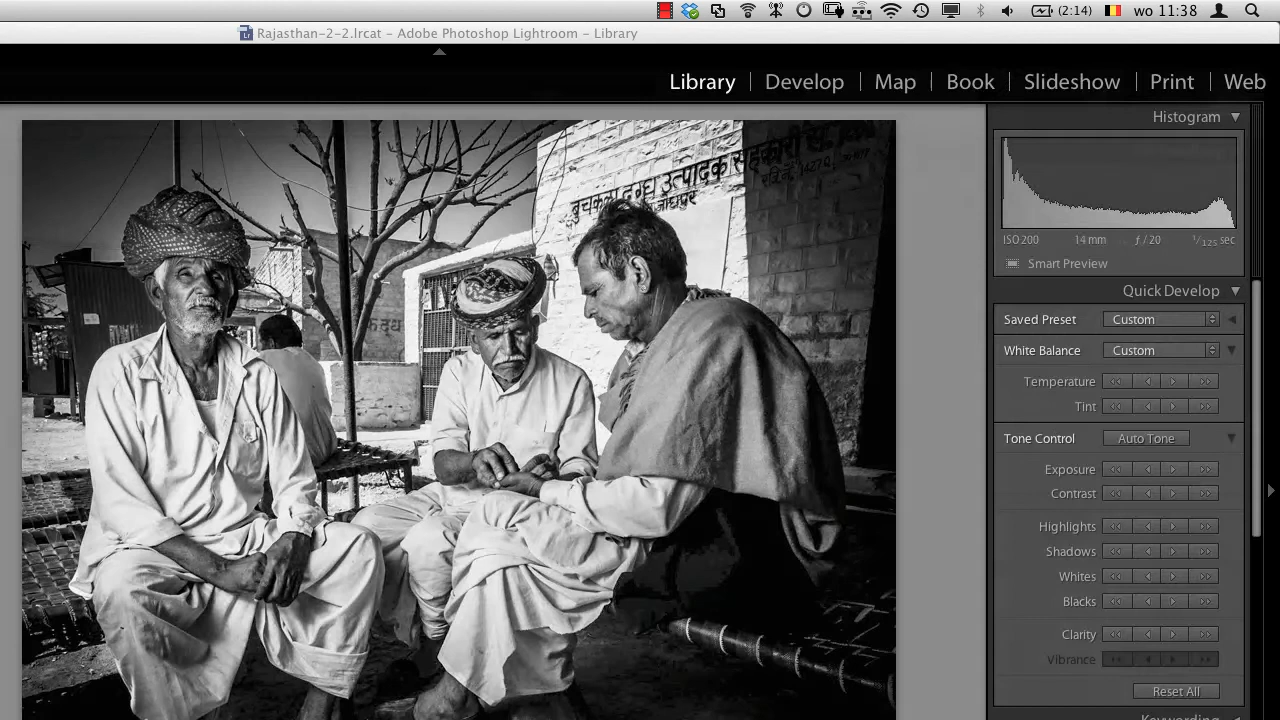 (2:14) wo 11:38
Rajasthan-2-2.lrcat – Adobe Photoshop Lightroom – Library
Library | Develop | Map | Book | Slideshow | Print | Web
Histogram
ISO 200 14 mm ƒ / 20 1/125 sec
Smart Preview
Quick Develop
Saved Preset Custom
White Balance Custom
Temperature
Tint
Tone Control Auto Tone
Exposure
Contrast
Highlights
Shadows
Whites
Blacks
Clarity
Vibrance
Reset All
Keywording
दुग्ध उत्पादक सहकारी स.
जोधपुर